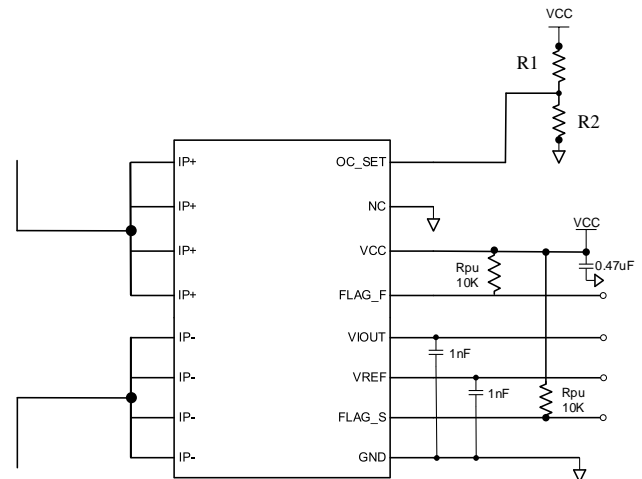 VCC
R1
R2
IP+
OC_SET
IP+
NC
IP+
VCC
VCC
0.47uF
Rpu
10K
IP+
FLAG_F
IP-
VIOUT
1nF
IP-
VREF
1nF
Rpu
10K
IP-
FLAG_S
IP-
GND